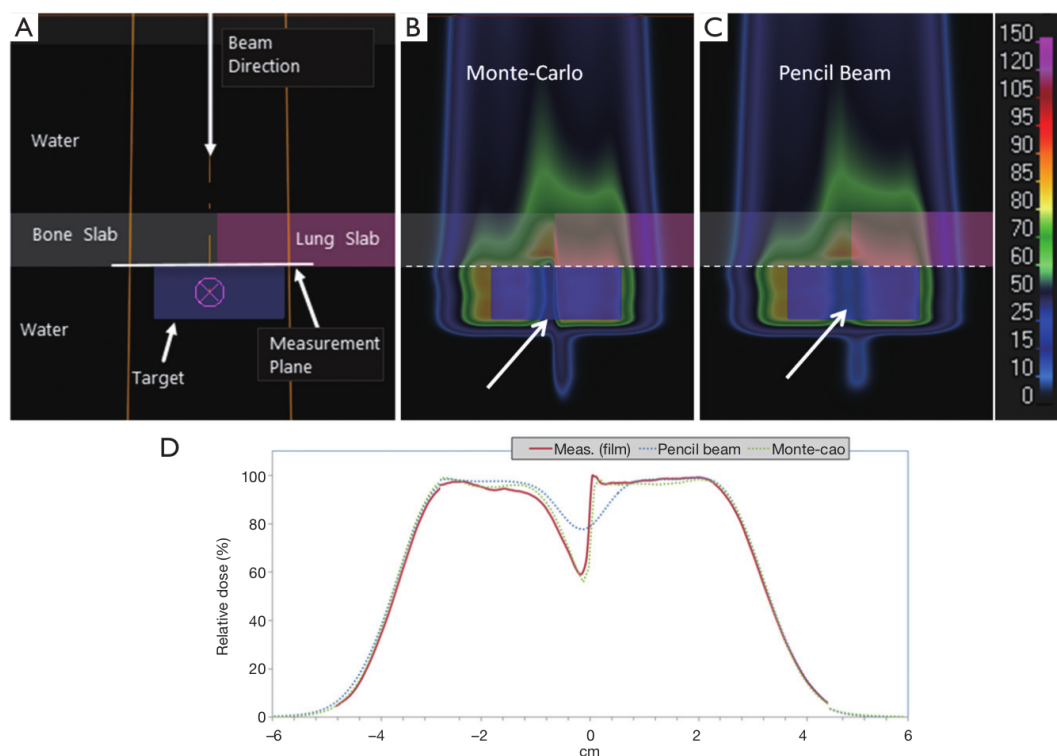 A
Beam
Direction
Water
Bone Slab
Lung Slab
Water
Target
Measurement
Plane
B
Monte-Carlo
C
Pencil Beam
150
120
105
95
90
85
80
70
60
50
25
15
10
0
D
Meas. (film) Pencil beam Monte-cao
Relative dose (%)
100
80
60
40
20
0
−6 −4 −2 0 2 4 6
cm